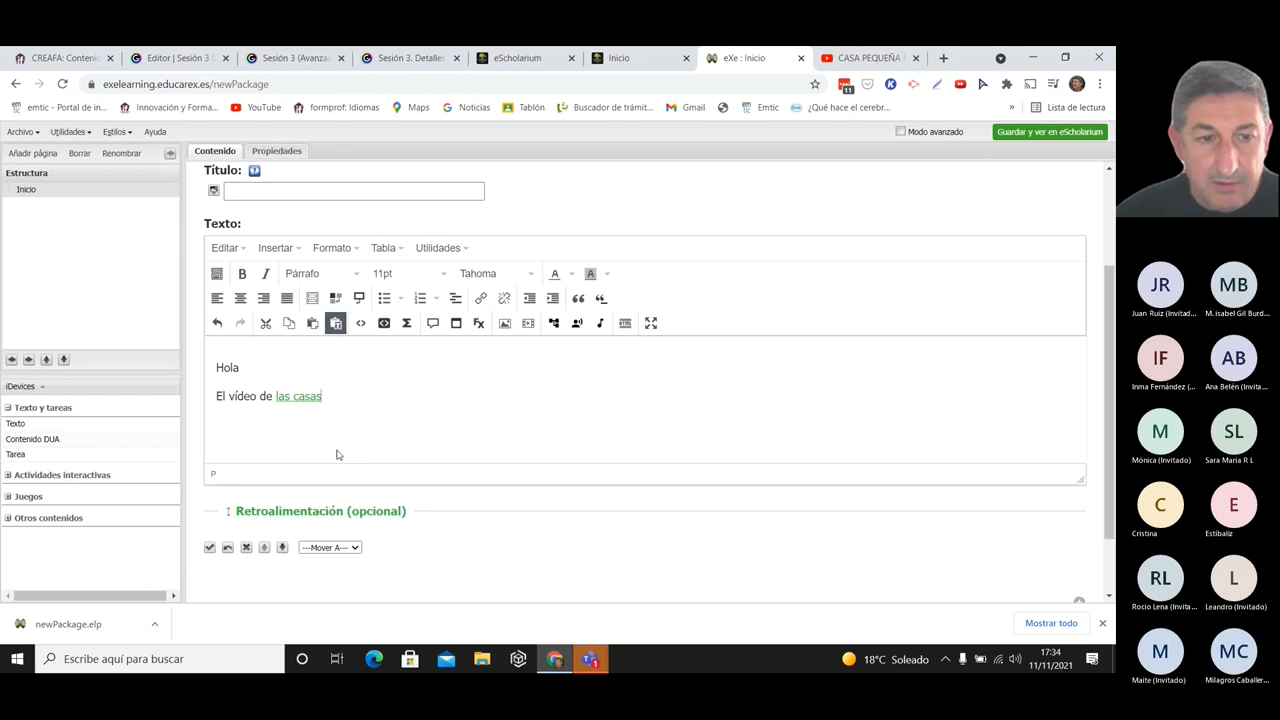 CREAFA: Conteni
Editor | Sesión 3 (
Sesión 3 (Avanza
Sesión 3. Detalles
eScholarium
Inicio
eXe : Inicio
CASA PEQUEÑA
exelearning.educarex.es/newPackage
11
emtic - Portal de in...
Innovación y Forma...
YouTube
formprof: Idiomas
Maps
Noticias
Tablón
Buscador de trámit...
Gmail
Emtic
¿Qué hace el cerebr...
»
Lista de lectura
Archivo
Utilidades
Estilos
Ayuda
Modo avanzado
Guardar y ver en eScholarium
Añadir página
Borrar
Renombrar
Contenido
Propiedades
Estructura
Inicio
Título:
Texto:
Editar
Insertar
Formato
Tabla
Utilidades
B
I
Párrafo
11pt
Tahoma
A
A
Hola
El vídeo de las casas
P
iDevices
Texto y tareas
Texto
Contenido DUA
Tarea
Actividades interactivas
Juegos
Otros contenidos
Retroalimentación (opcional)
---Mover A---
newPackage.elp
Mostrar todo
Escribe aquí para buscar
18°C Soleado
17:34
11/11/2021
JR
Juan Ruiz (Invitad...
MB
M. isabel Gil Burd...
IF
Inma Fernández (...
AB
Ana Belén (Invitad...
M
Mónica (Invitado)
SL
Sara Maria R L
C
Cristina
E
Estíbaliz
RL
Rocio Lena (Invita...
L
Leandro (Invitado)
M
Maite (Invitado)
MC
Milagros Caballer...